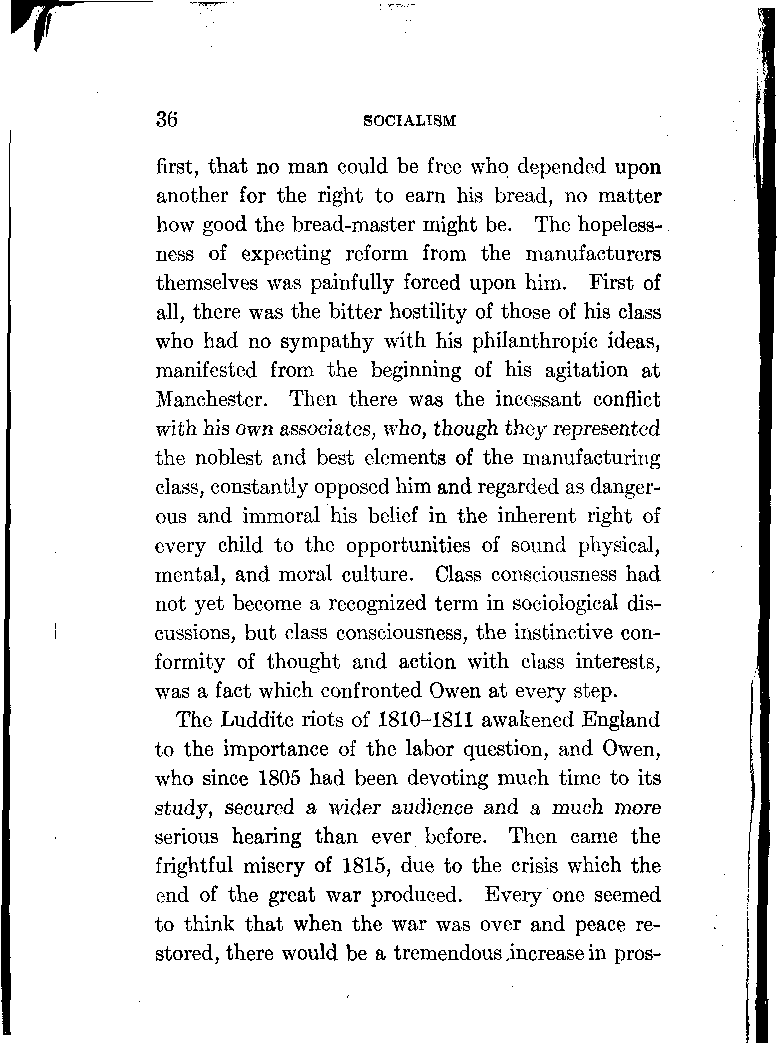 36 SOCIALISM
first, that no man could be free who depended upon
another for the right to earn his bread, no matter
how good the bread-master might be. The hopeless-
ness of expecting reform from the manufacturers
themselves was painfully forced upon him. First of
all, there was the bitter hostility of those of his class
who had no sympathy with his philanthropic ideas,
manifested from the beginning of his agitation at
Manchester. Then there was the incessant conflict
with his own associates, who, though they represented
the noblest and best elements of the manufacturing
class, constantly opposed him and regarded as danger-
ous and immoral his belief in the inherent right of
every child to the opportunities of sound physical,
mental, and moral culture. Class consciousness had
not yet become a recognized term in sociological dis-
cussions, but class consciousness, the instinctive con-
formity of thought and action with class interests,
was a fact which confronted Owen at every step.
The Luddite riots of 1810–1811 awakened England
to the importance of the labor question, and Owen,
who since 1805 had been devoting much time to its
study, secured a wider audience and a much more
serious hearing than ever before. Then came the
frightful misery of 1815, due to the crisis which the
end of the great war produced. Every one seemed
to think that when the war was over and peace re-
stored, there would be a tremendous increase in pros-